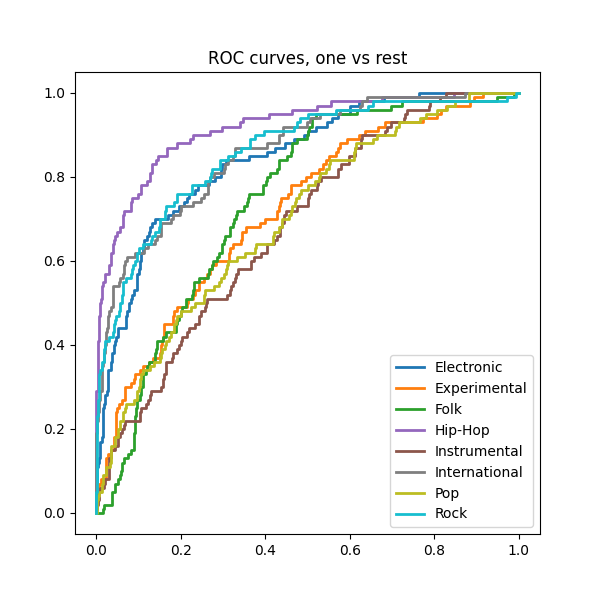 ROC curves, one vs rest
1.0
0.8
0.6
0.4
0.2
0.0
Electronic
Experimental
Folk
Hip-Hop
Instrumental
International
Pop
Rock
0.0 0.2 0.4 0.6 0.8 1.0